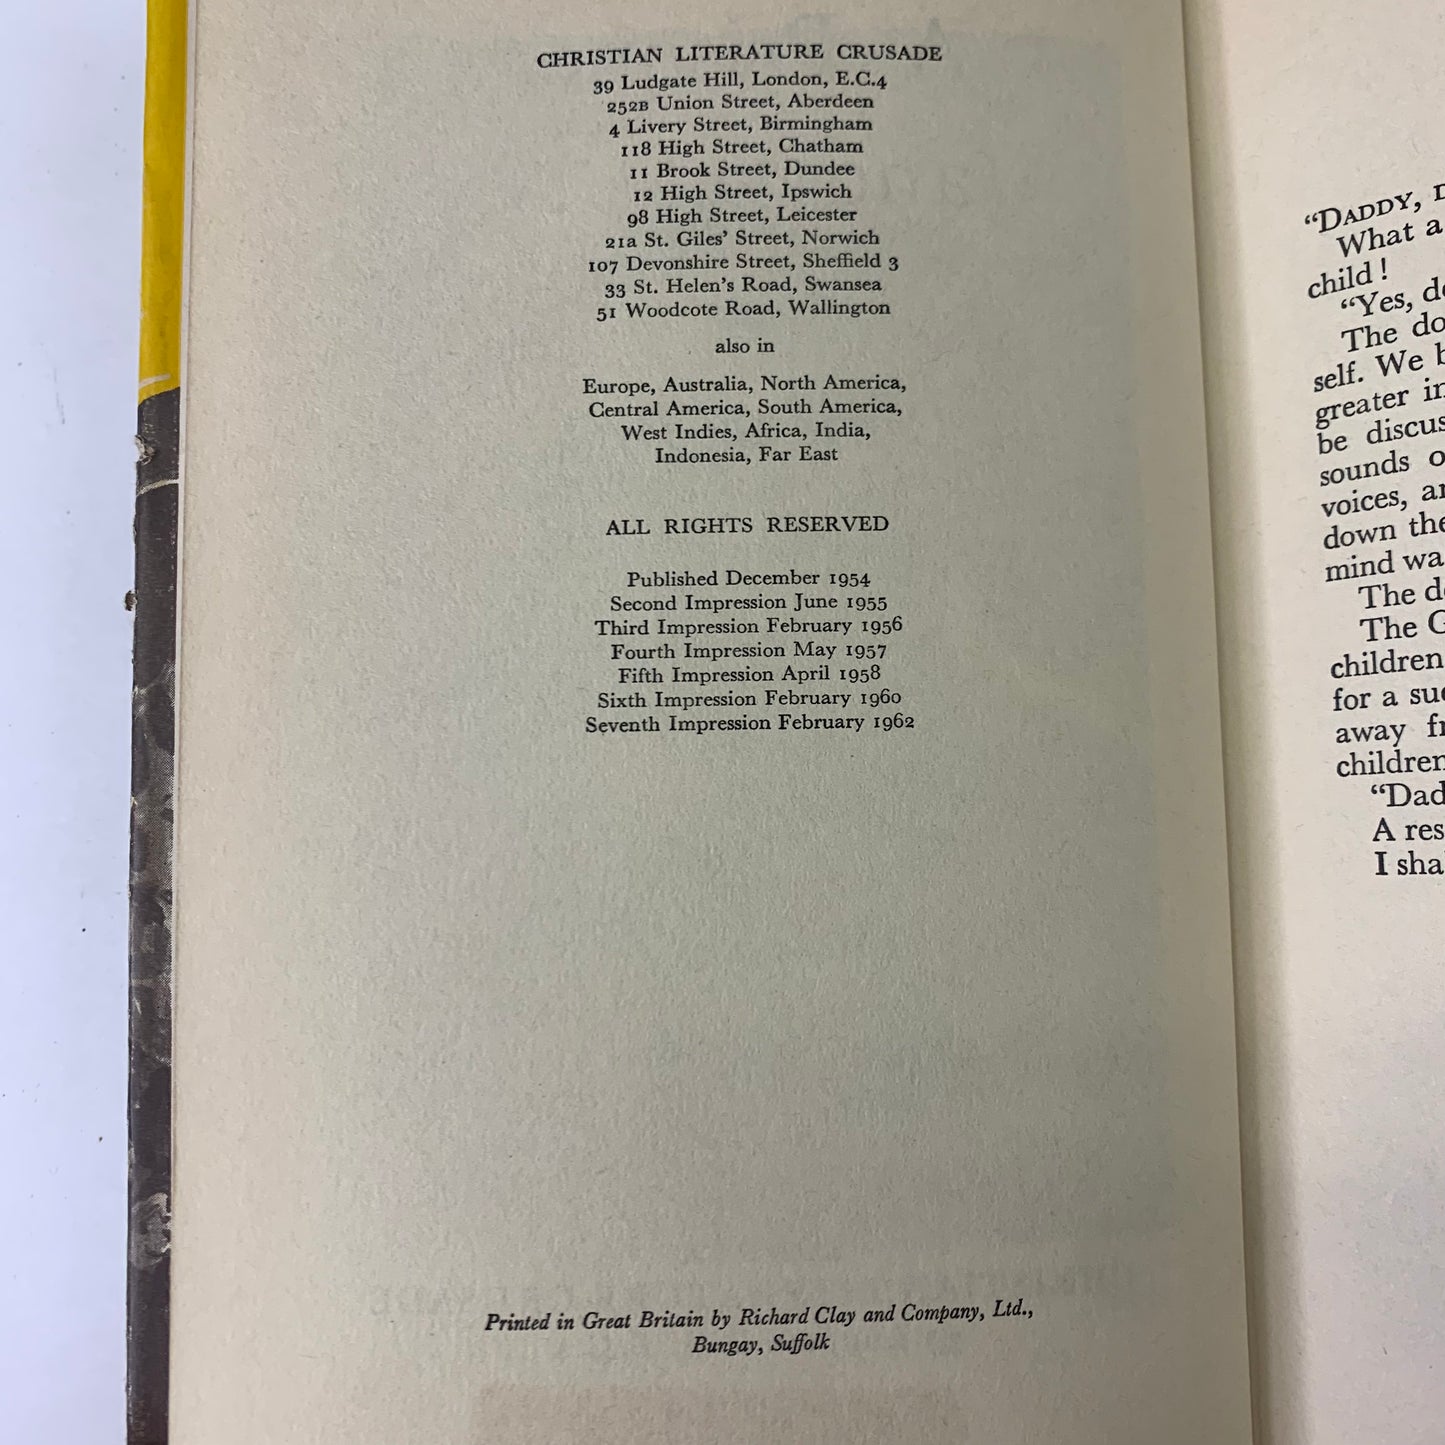 CHRISTIAN LITERATURE CRUSADE
39 Ludgate Hill, London, E.C.4
252B Union Street, Aberdeen
4 Livery Street, Birmingham
118 High Street, Chatham
11 Brook Street, Dundee
12 High Street, Ipswich
98 High Street, Leicester
21a St. Giles' Street, Norwich
107 Devonshire Street, Sheffield 3
33 St. Helen's Road, Swansea
51 Woodcote Road, Wallington
also in
Europe, Australia, North America,
Central America, South America,
West Indies, Africa, India,
Indonesia, Far East
ALL RIGHTS RESERVED
Published December 1954
Second Impression June 1955
Third Impression February 1956
Fourth Impression May 1957
Fifth Impression April 1958
Sixth Impression February 1960
Seventh Impression February 1962
Printed in Great Britain by Richard Clay and Company, Ltd.,
Bungay, Suffolk
"DADDY,
What a
child!
"Yes,
The
self. We
greater
be
sounds
voices,
down
mind
The
The
children
for a
away
children
A
I